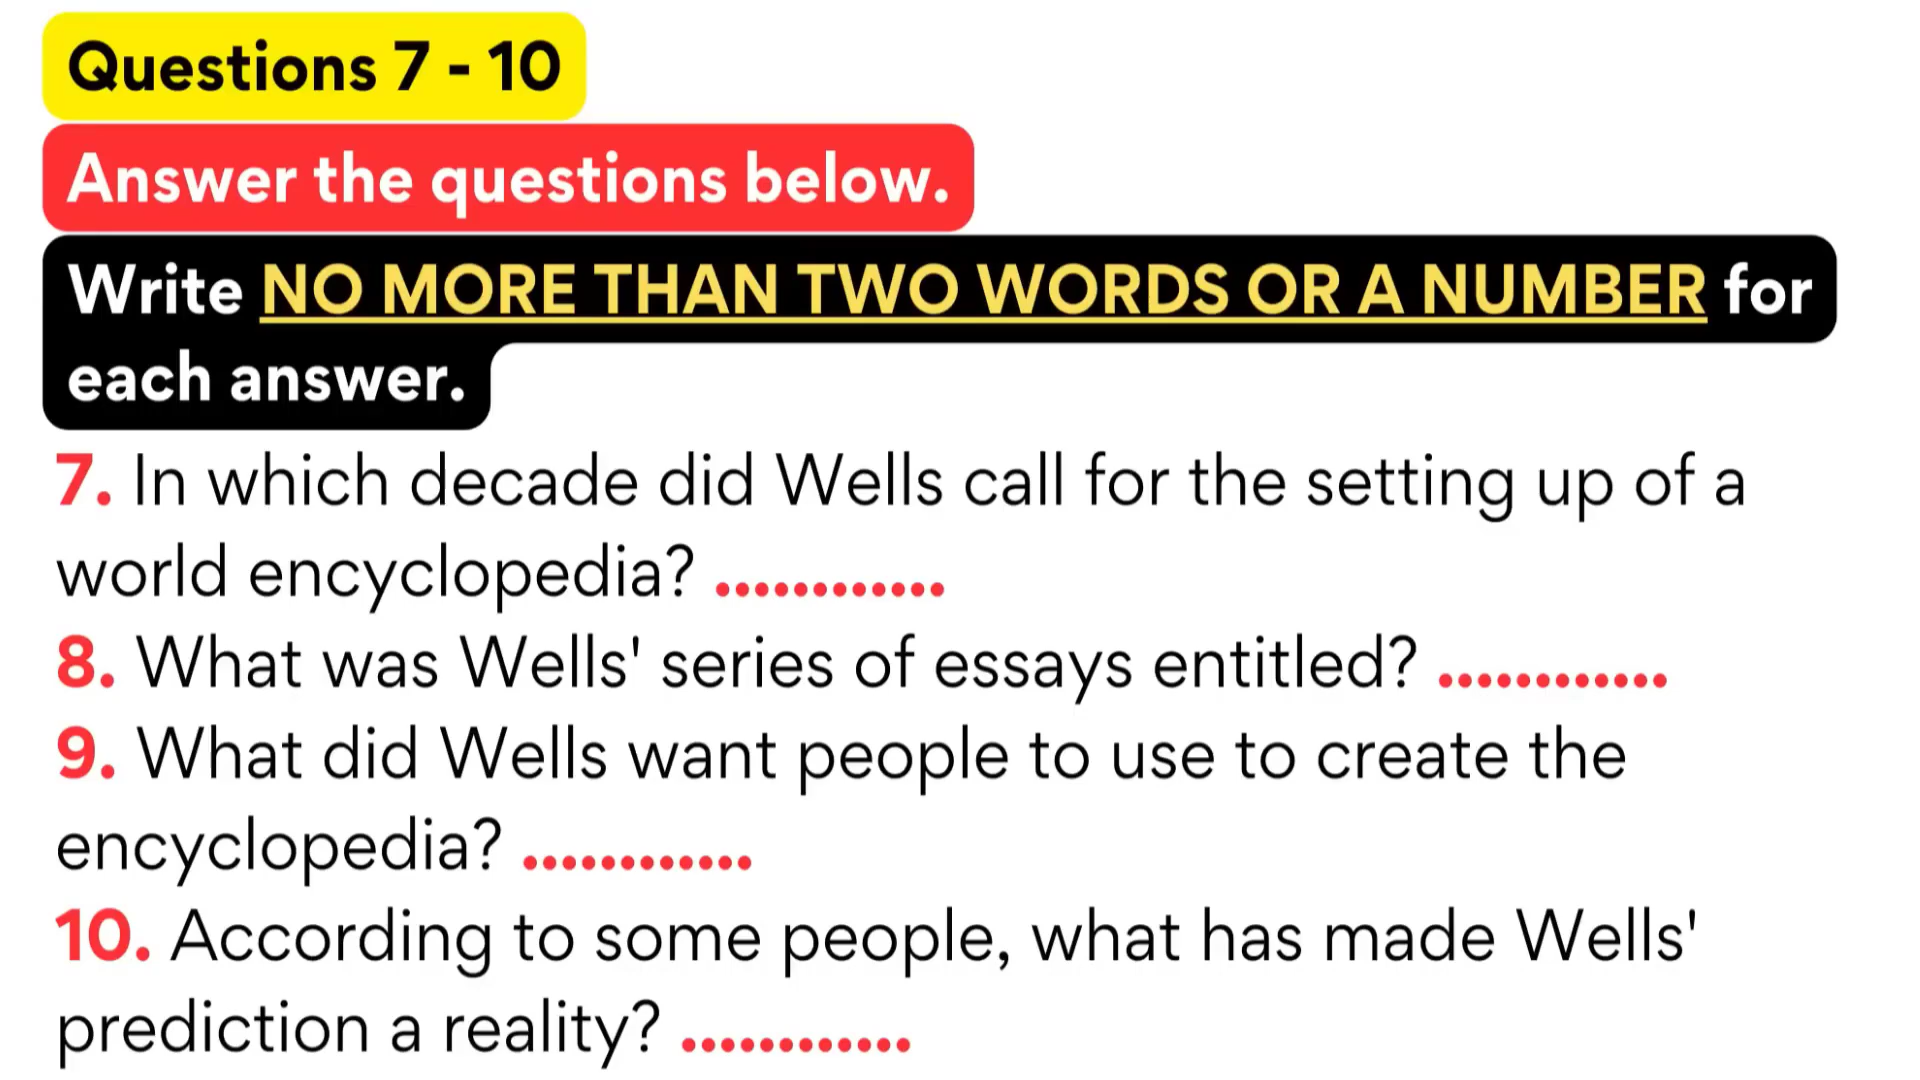 Questions 7 - 10
Answer the questions below.
Write NO MORE THAN TWO WORDS OR A NUMBER for
each answer.
7. In which decade did Wells call for the setting up of a
world encyclopedia? ............
8. What was Wells' series of essays entitled? ............
9. What did Wells want people to use to create the
encyclopedia? ............
10. According to some people, what has made Wells'
prediction a reality? ............